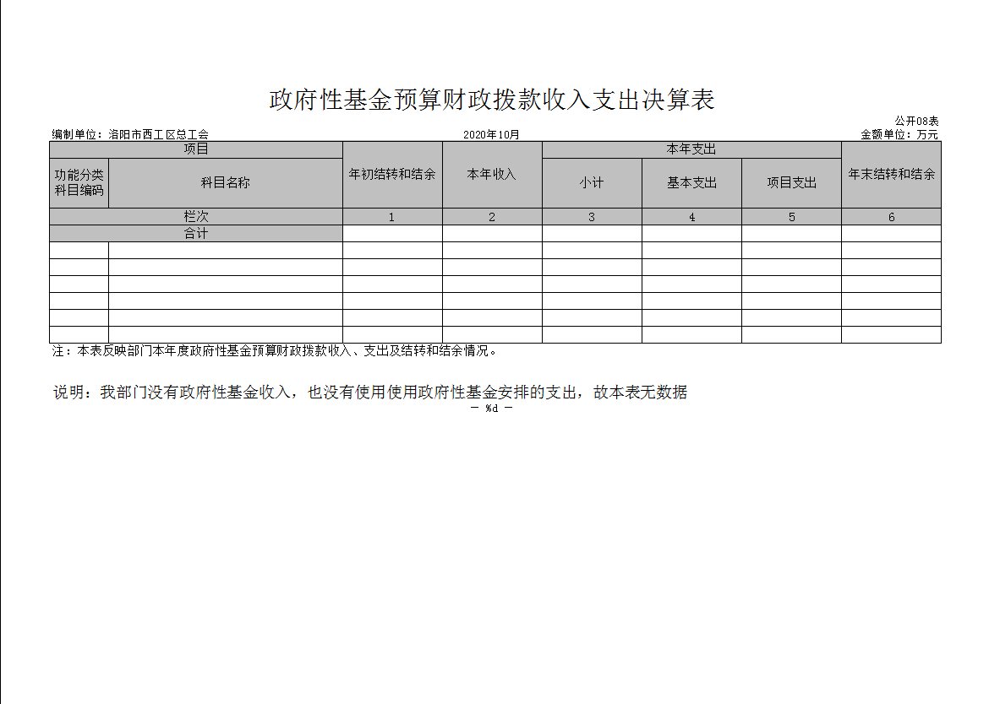 政府性基金预算财政拨款收入支出决算表
公开08表
编制单位：洛阳市西工区总工会 2020年10月 金额单位：万元
项目 年初结转和结余 本年收入 本年支出 年末结转和结余
功能分类科目编码 科目名称 小计 基本支出 项目支出
栏次 1 2 3 4 5 6
合计
注：本表反映部门本年度政府性基金预算财政拨款收入、支出及结转和结余情况。
说明：我部门没有政府性基金收入，也没有使用使用政府性基金安排的支出，故本表无数据
— %d —